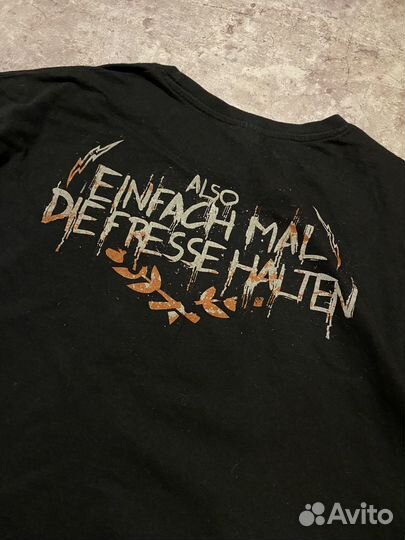 ALSO
EINFACH MAL
DIE FRESSE HALTEN
Avito